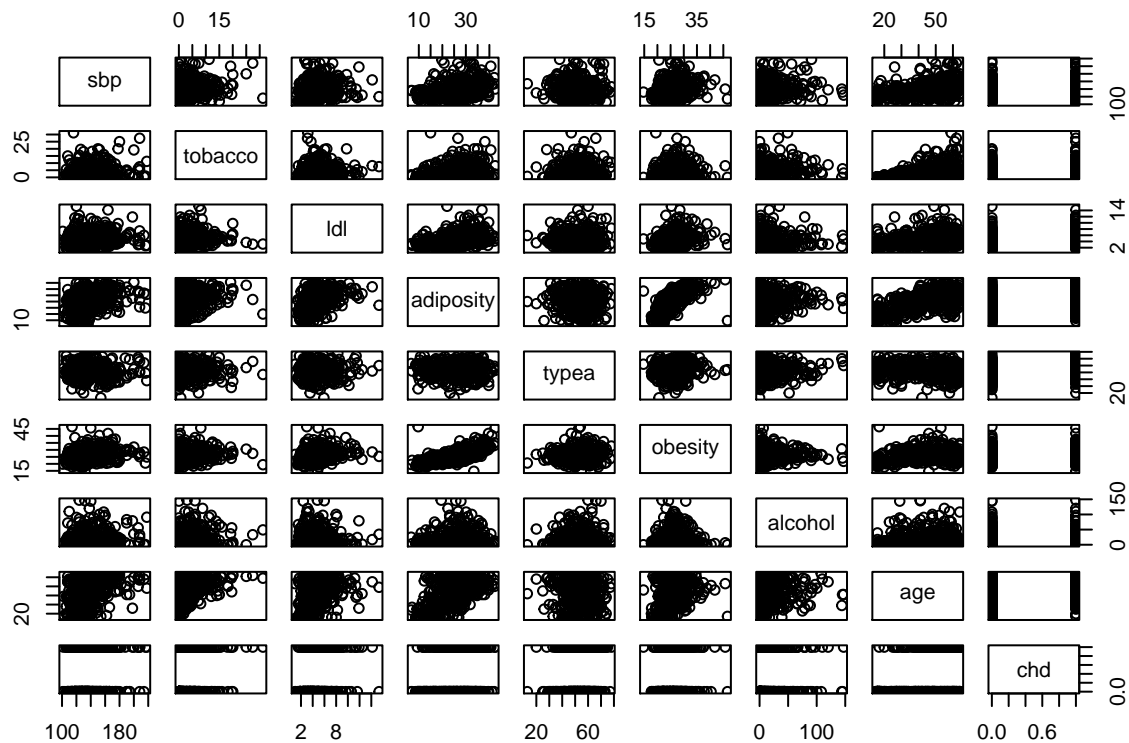 0 15 10 30 15 35 20 50
sbp 100
25 0 tobacco
ldl 14 2
10 adiposity
typea 20
45 15 obesity
alcohol 150 0
20 age
chd 0.0
100 180 2 8 20 60 0 100 0.0 0.6